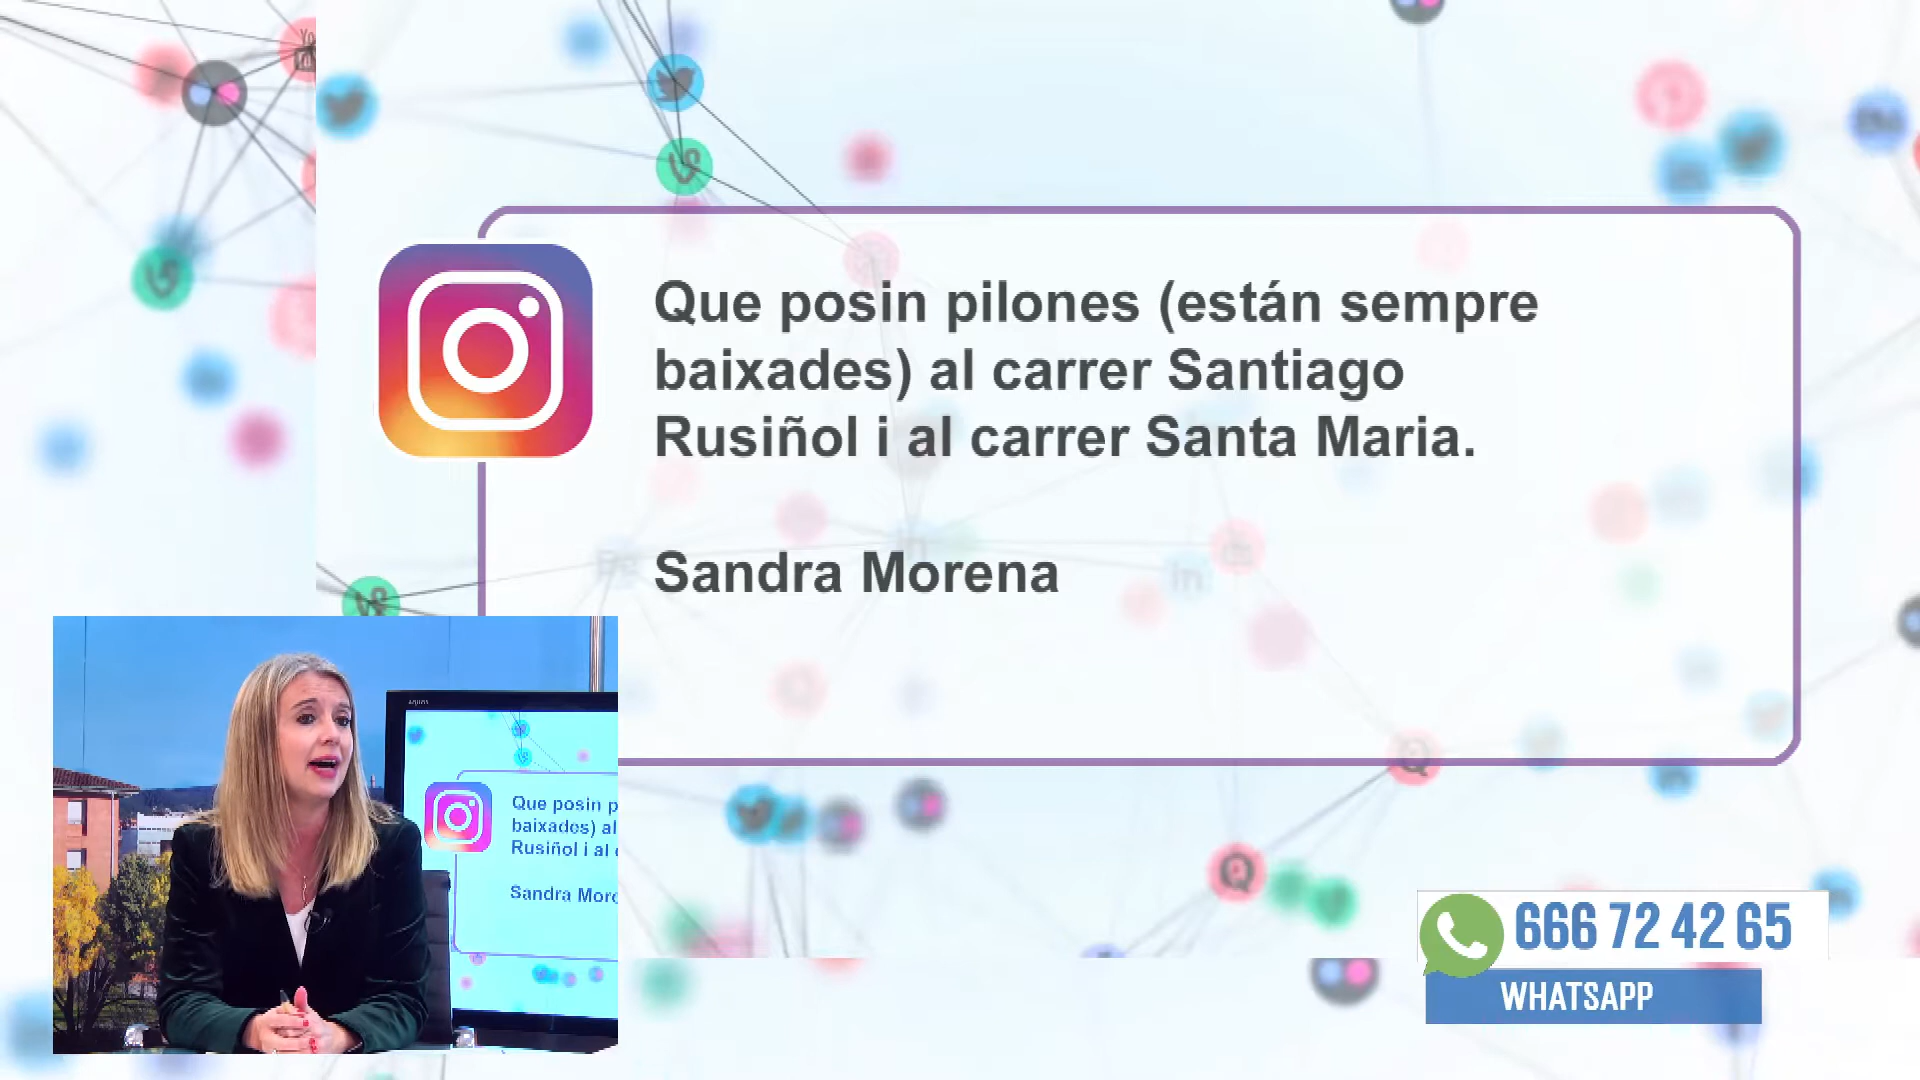 Que posin pilones (están sempre
baixades) al carrer Santiago
Rusiñol i al carrer Santa Maria.
Sandra Morena
Que posin p
baixades) al
Rusiñol i al c
Sandra More
666 72 42 65
WHATSAPP